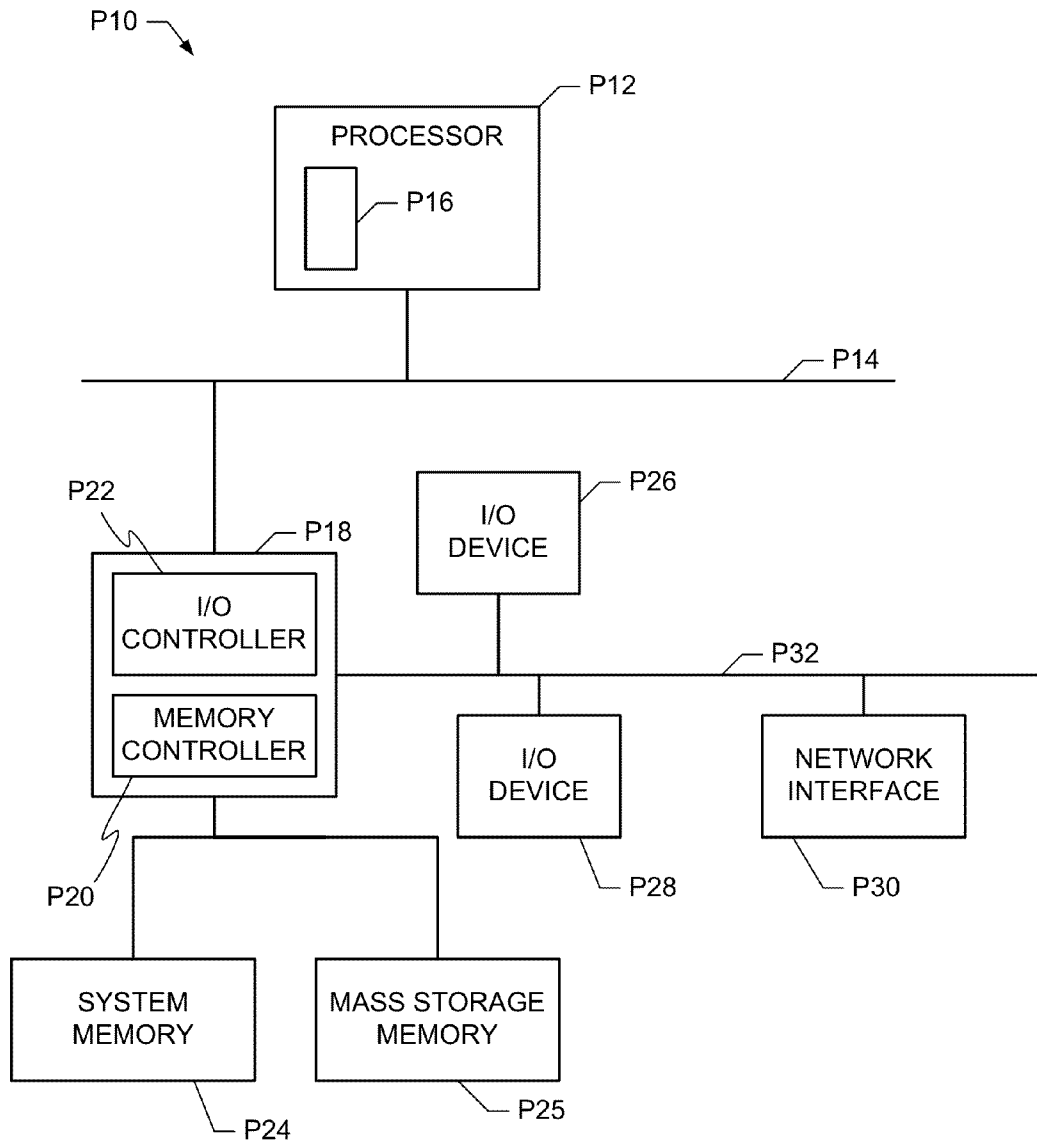 P10
P12
PROCESSOR
P16
P14
P26
P22
I/O
DEVICE
P18
I/O
CONTROLLER
P32
MEMORY
CONTROLLER
I/O
DEVICE
NETWORK
INTERFACE
P20
P28
P30
SYSTEM
MEMORY
MASS STORAGE
MEMORY
P24
P25